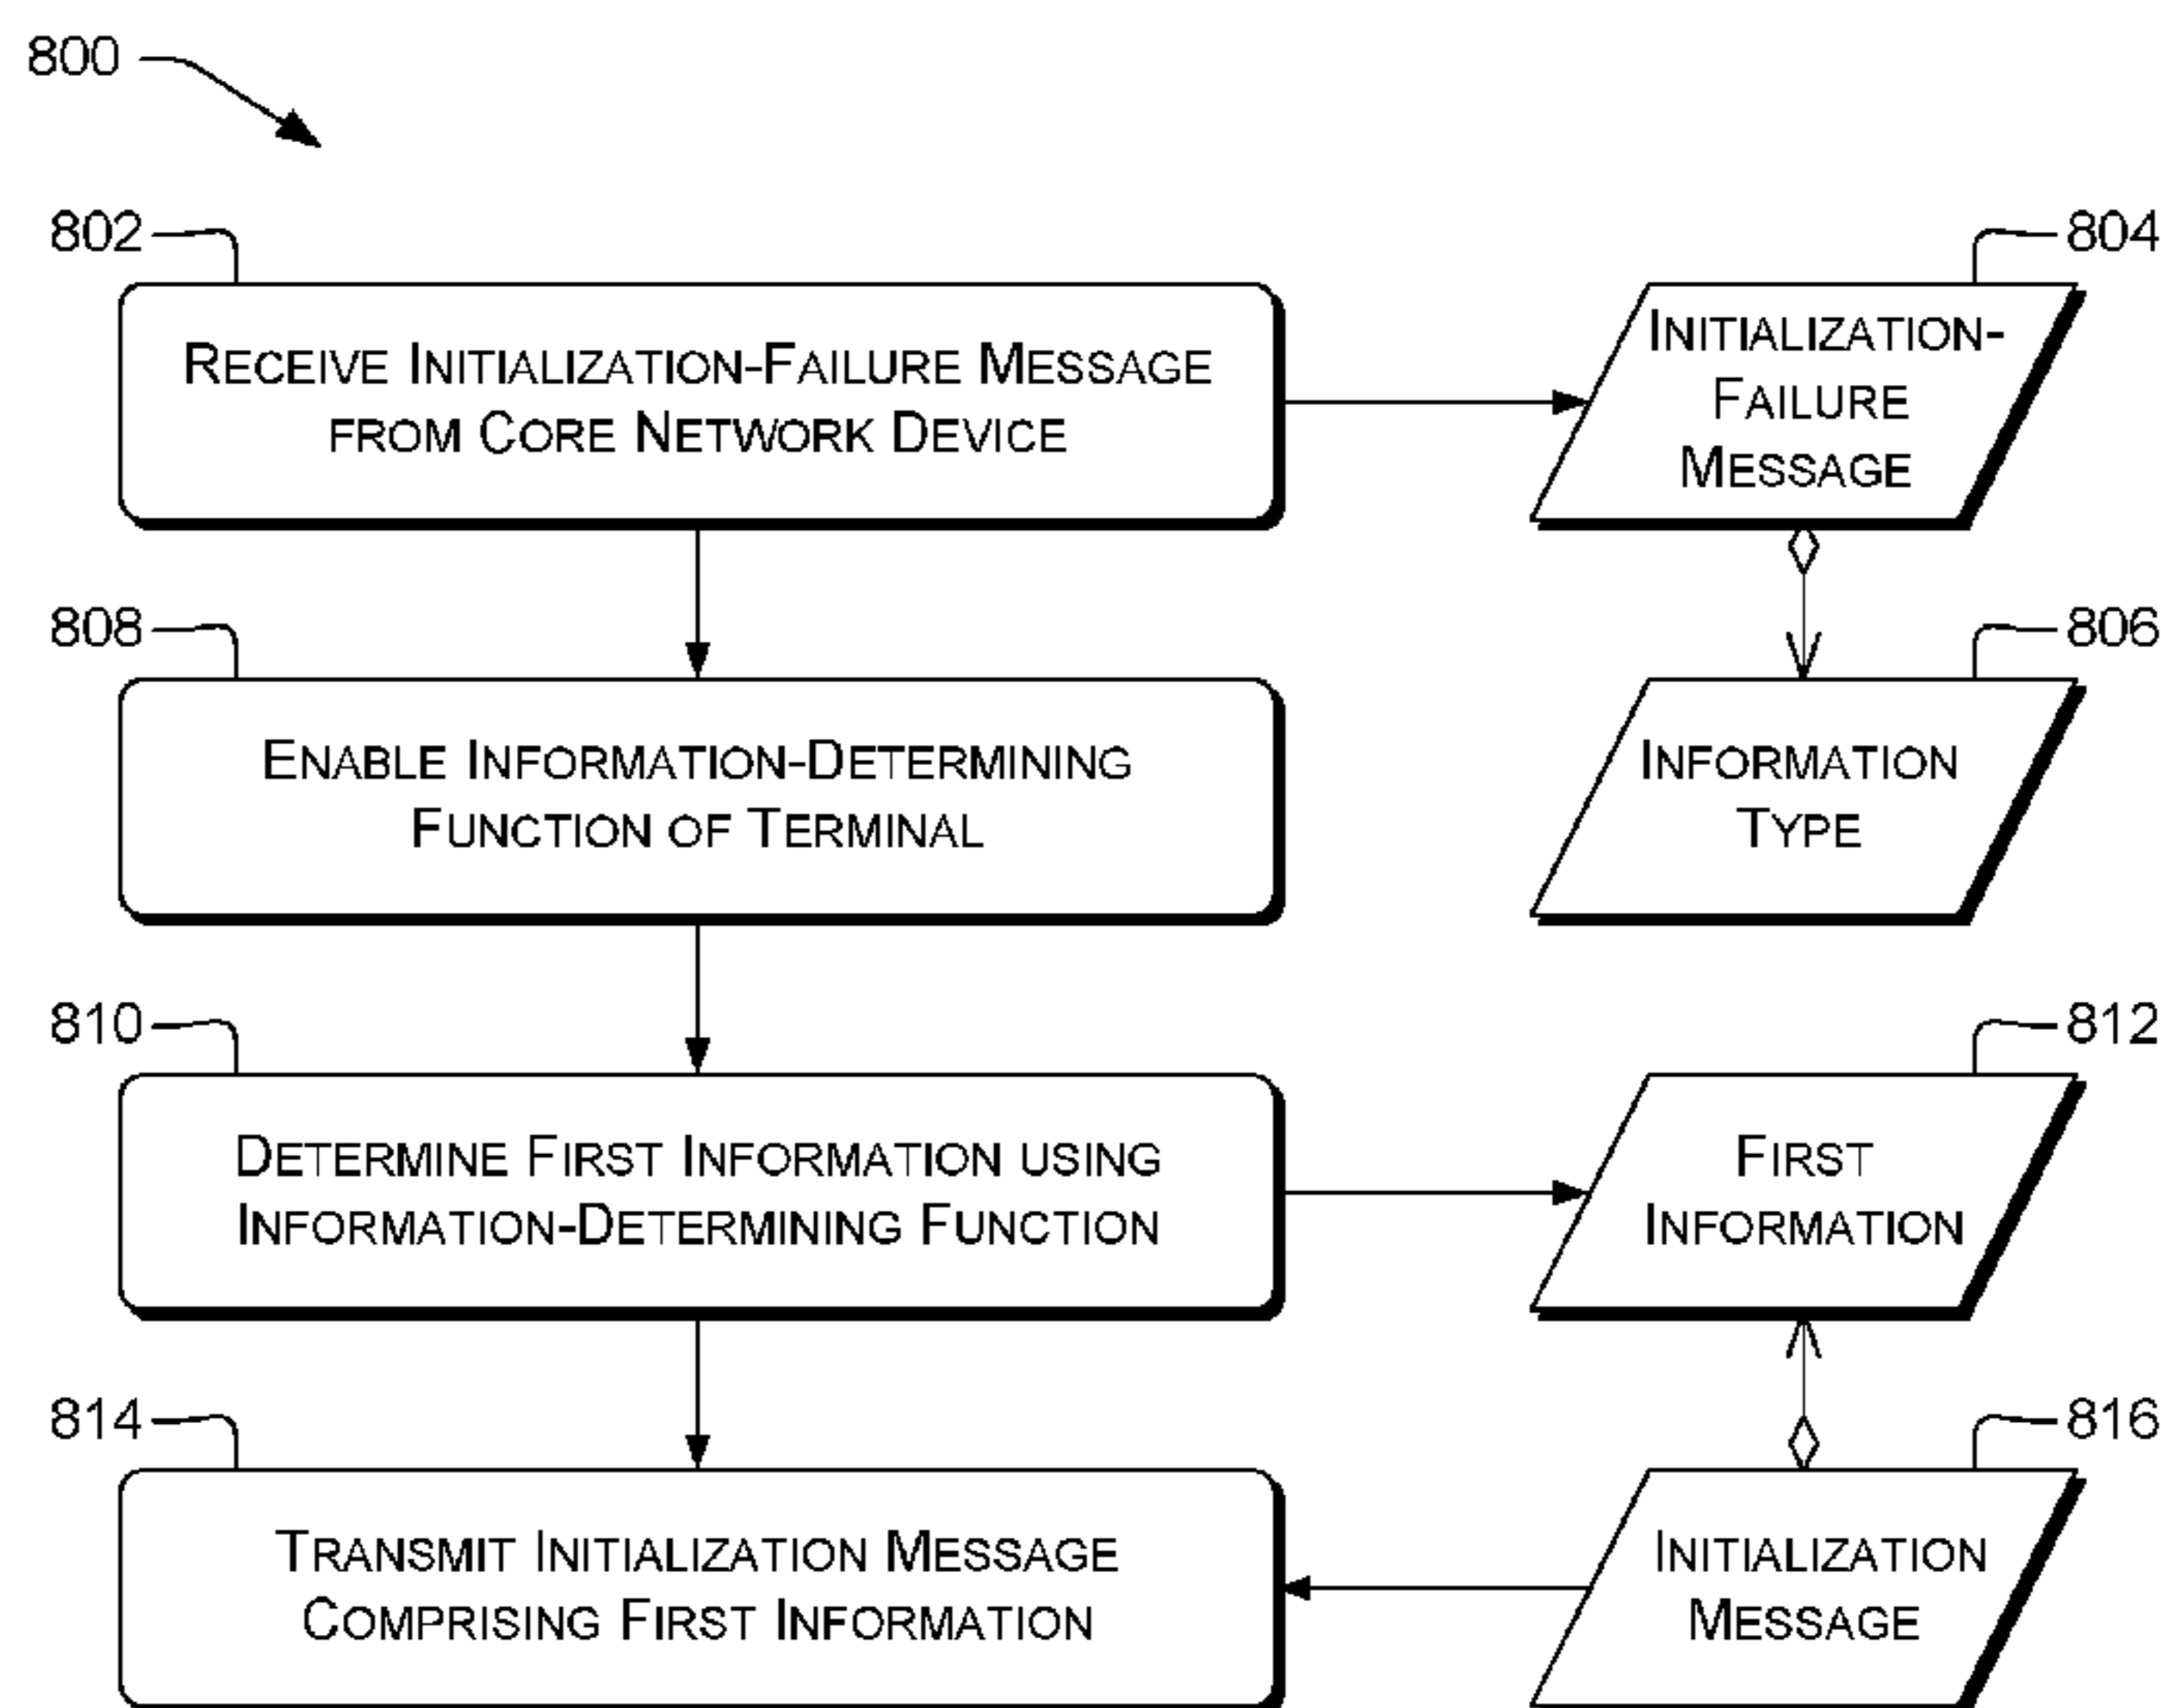 800
802
804
RECEIVE INITIALIZATION-FAILURE MESSAGE
FROM CORE NETWORK DEVICE
INITIALIZATION-
FAILURE
MESSAGE
808
806
ENABLE INFORMATION-DETERMINING
FUNCTION OF TERMINAL
INFORMATION
TYPE
810
812
DETERMINE FIRST INFORMATION USING
INFORMATION-DETERMINING FUNCTION
FIRST
INFORMATION
814
816
TRANSMIT INITIALIZATION MESSAGE
COMPRISING FIRST INFORMATION
INITIALIZATION
MESSAGE